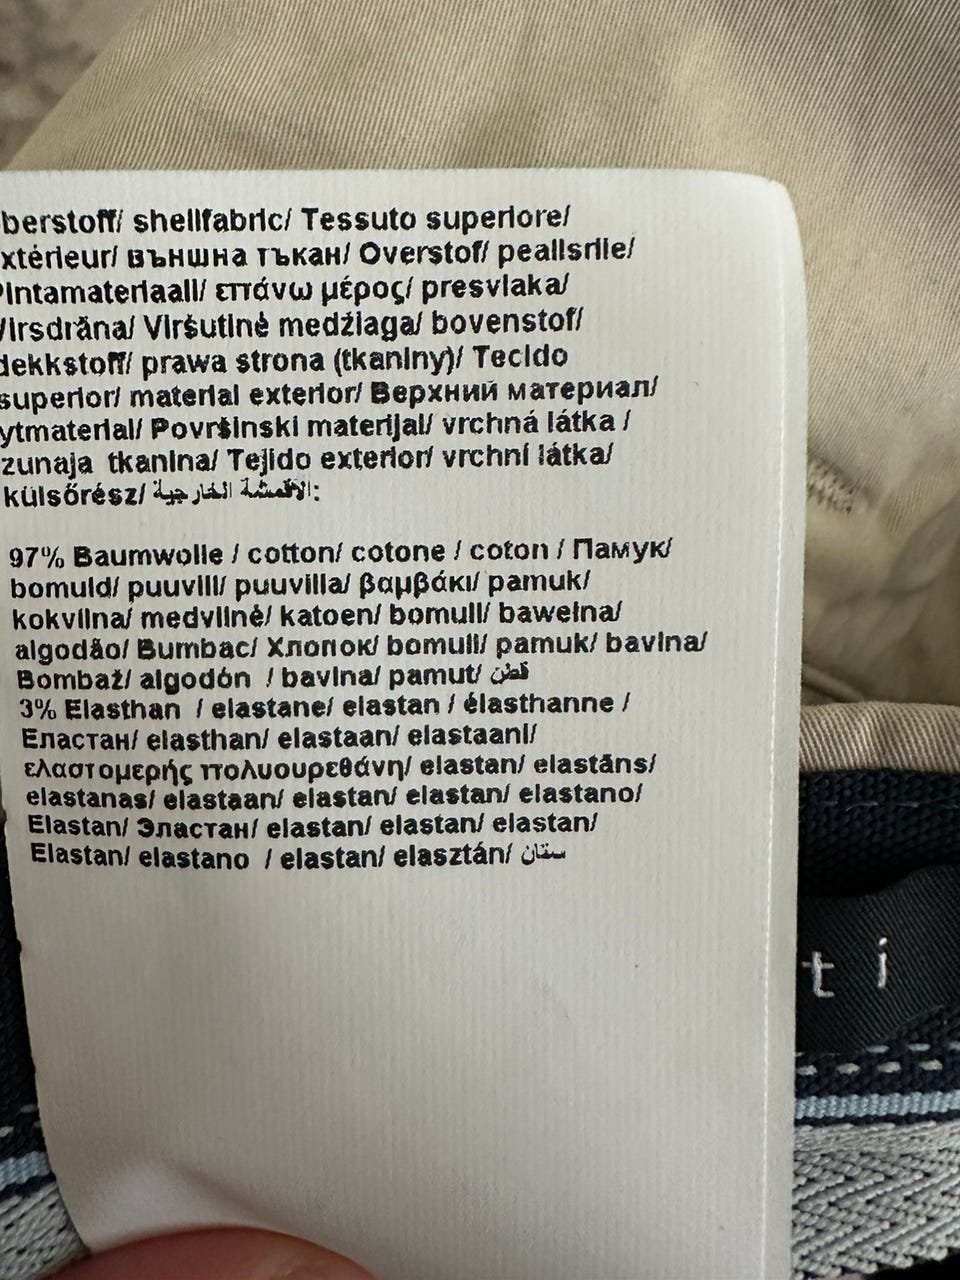 berstoff/ shellfabric/ Tessuto superiore/
xtérieur/ външна тъкан/ Overstof/ pealisriie/
Pintamateriaali/ επάνω μέρος/ presvlaka/
Virsdrāna/ Viršutinė medžiaga/ bovenstof/
dekkstoff/ prawa strona (tkaniny)/ Tecido
superior/ material exterior/ Верхний материал/
ytmaterial/ Površinski materijal/ vrchná látka /
zunaja tkanina/ Tejido exterior/ vrchní látka/
külsőrész/ الأقمشة الخارجية:
97% Baumwolle / cotton/ cotone / coton / Памук/
bomuld/ puuvill/ puuvilla/ βαμβάκι/ pamuk/
kokvilna/ medvilnė/ katoen/ bomull/ bawełna/
algodão/ Bumbac/ Хлопок/ bomull/ pamuk/ bavlna/
Bombaž/ algodón / bavlna/ pamut/ قطن
3% Elasthan / elastane/ elastan / élasthanne /
Еластан/ elasthan/ elastaan/ elastaani/
ελαστομερής πολυουρεθάνη/ elastan/ elastāns/
elastanas/ elastaan/ elastan/ elastan/ elastano/
Elastan/ Эластан/ elastan/ elastan/ elastan/
Elastan/ elastano / elastan/ elasztán/ ستان
ti